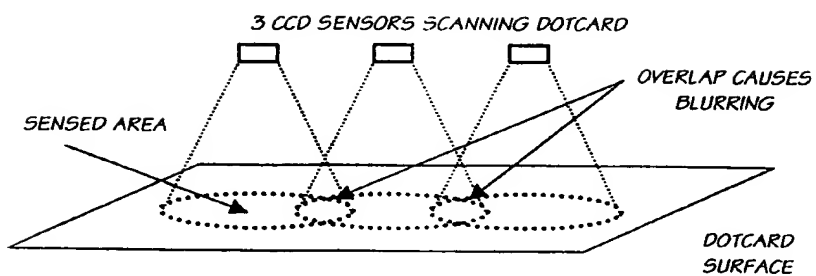 3 CCD SENSORS SCANNING DOTCARD
OVERLAP CAUSES
BLURRING
SENSED AREA
DOTCARD
SURFACE